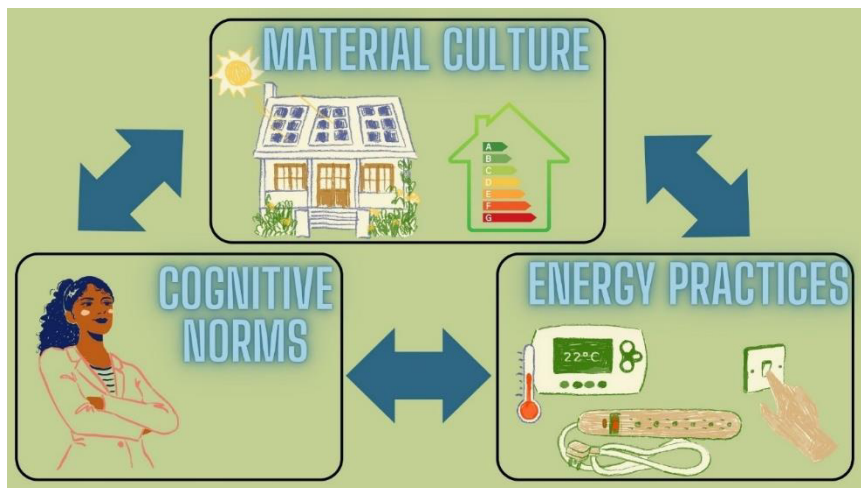 MATERIAL CULTURE
A
B
C
D
E
F
G
COGNITIVE
NORMS
ENERGY PRACTICES
22°C